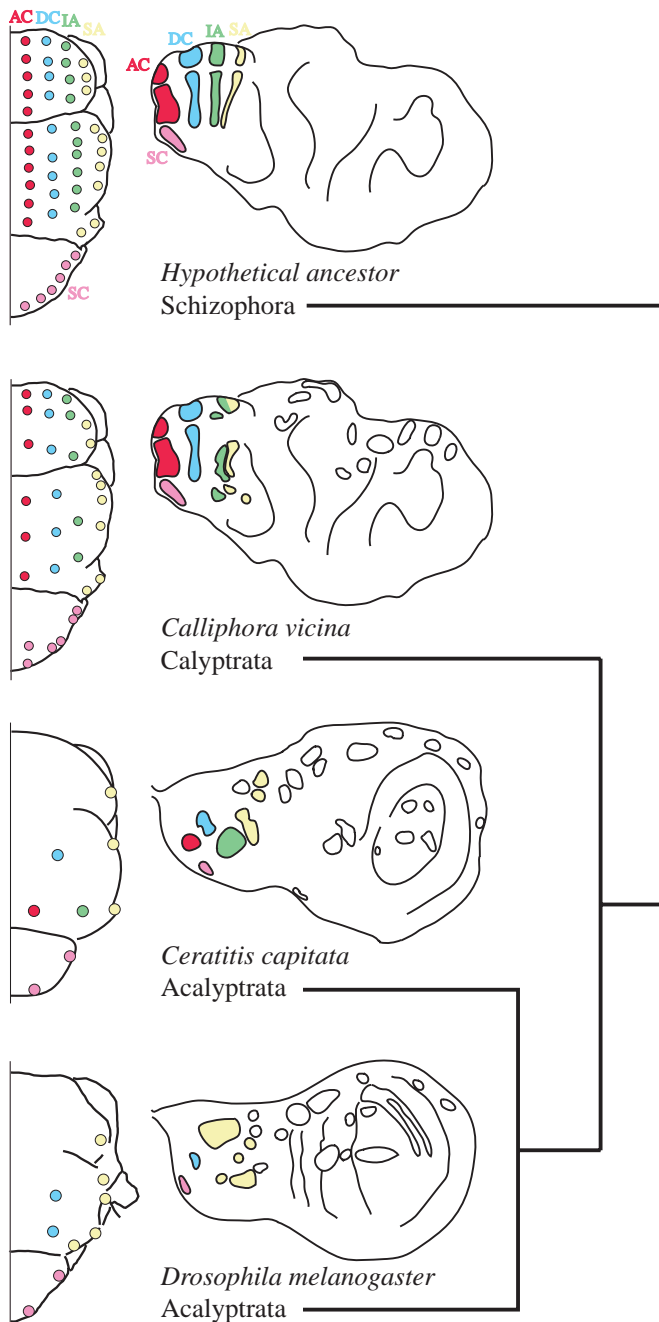 AC DC IA SA
DC IA SA
AC
SC
SC
Hypothetical ancestor
Schizophora
Calliphora vicina
Calyptrata
Ceratitis capitata
Acalyptrata
Drosophila melanogaster
Acalyptrata